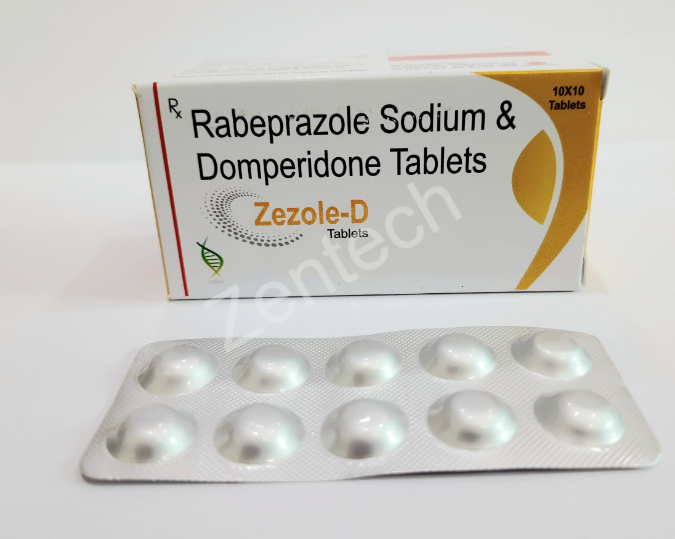 Rx
Rabeprazole Sodium &
Domperidone Tablets
10X10
Tablets
Zezole-D
Tablets
Zentech